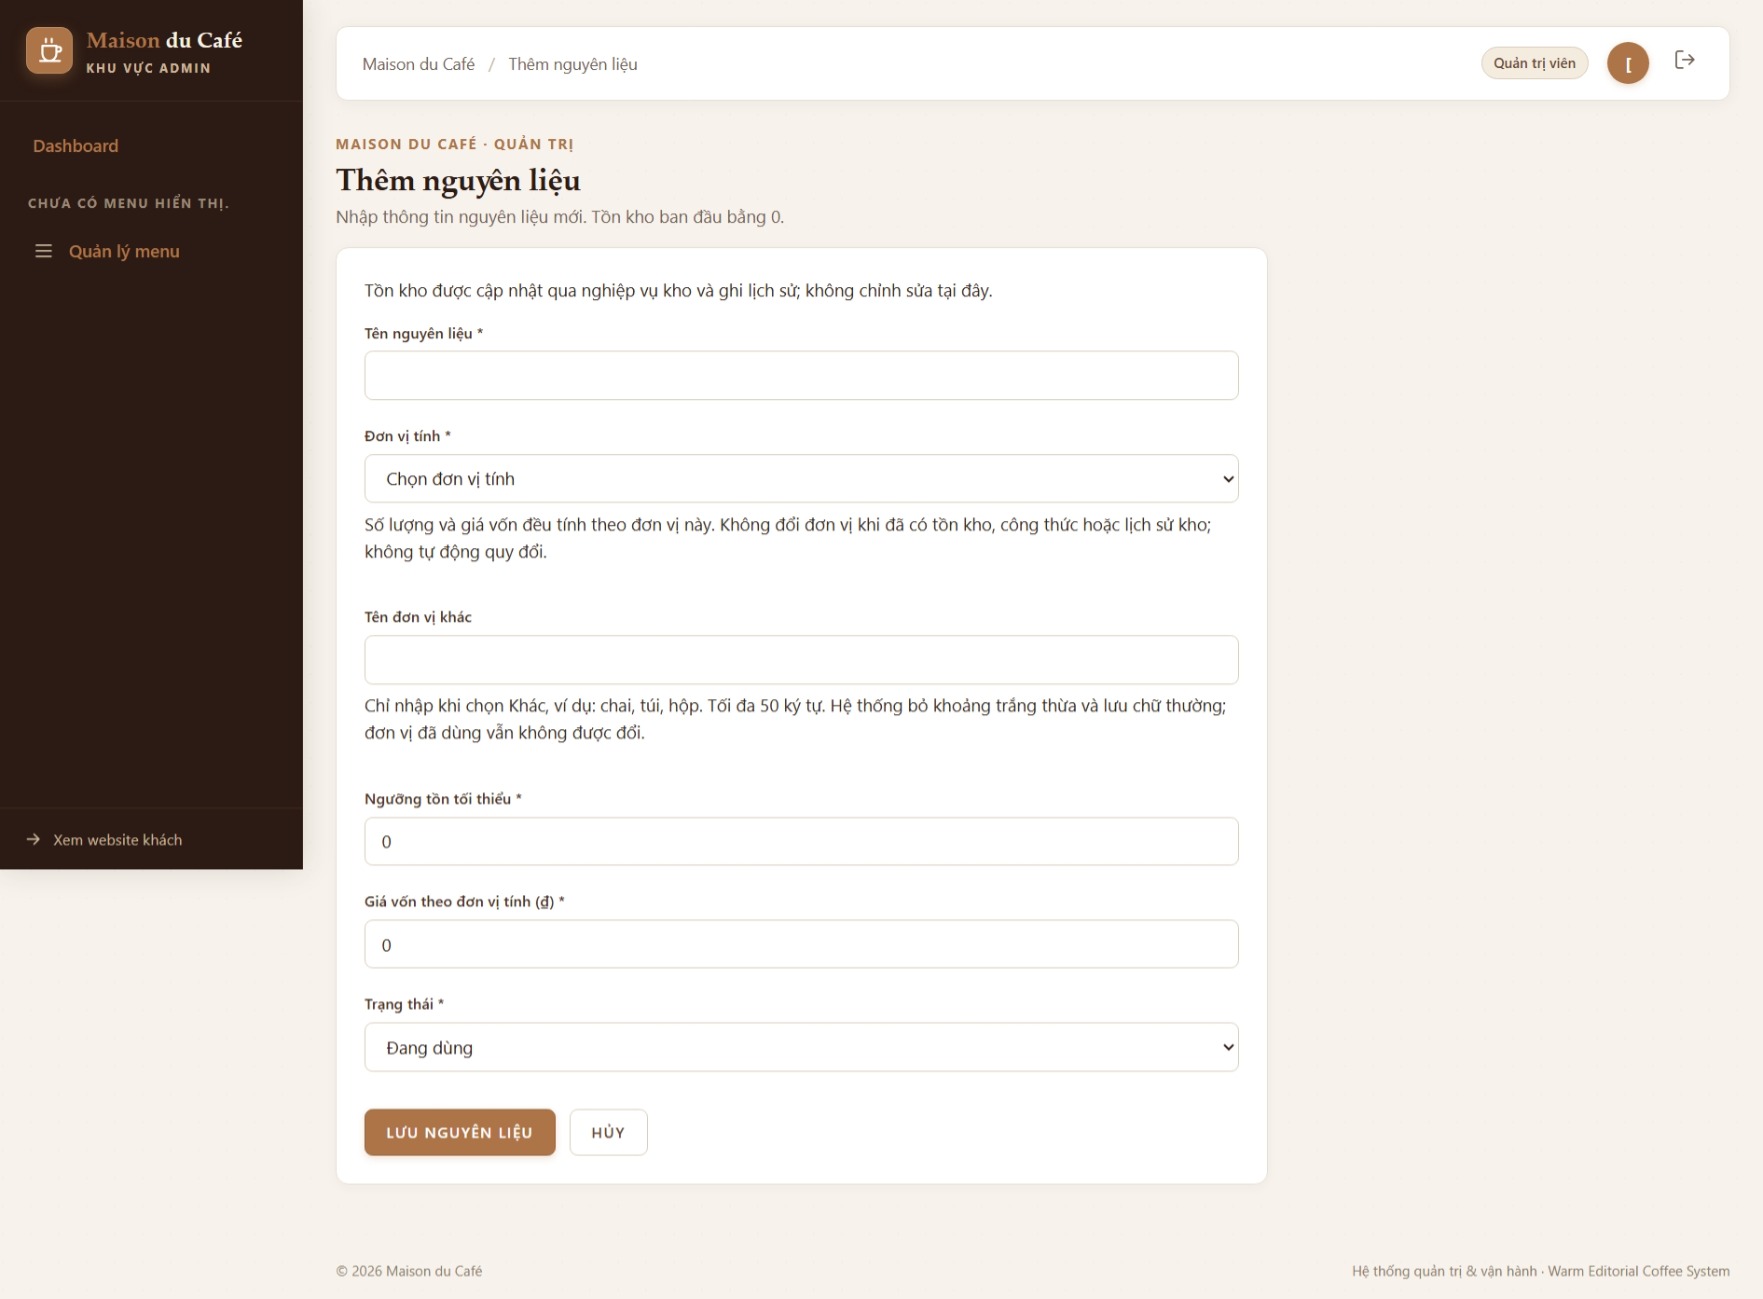 Maison du Café
KHU VỰC ADMIN
Dashboard
CHƯA CÓ MENU HIỂN THỊ.
Quản lý menu
Xem website khách
Maison du Café / Thêm nguyên liệu
Quản trị viên
[
MAISON DU CAFÉ · QUẢN TRỊ
Thêm nguyên liệu
Nhập thông tin nguyên liệu mới. Tồn kho ban đầu bằng 0.
Tồn kho được cập nhật qua nghiệp vụ kho và ghi lịch sử; không chỉnh sửa tại đây.
Tên nguyên liệu *
Đơn vị tính *
Chọn đơn vị tính
Số lượng và giá vốn đều tính theo đơn vị này. Không đổi đơn vị khi đã có tồn kho, công thức hoặc lịch sử kho;
không tự động quy đổi.
Tên đơn vị khác
Chỉ nhập khi chọn Khác, ví dụ: chai, túi, hộp. Tối đa 50 ký tự. Hệ thống bỏ khoảng trắng thừa và lưu chữ thường;
đơn vị đã dùng vẫn không được đổi.
Ngưỡng tồn tối thiểu *
0
Giá vốn theo đơn vị tính (₫) *
0
Trạng thái *
Đang dùng
LƯU NGUYÊN LIỆU
HỦY
© 2026 Maison du Café
Hệ thống quản trị & vận hành · Warm Editorial Coffee System